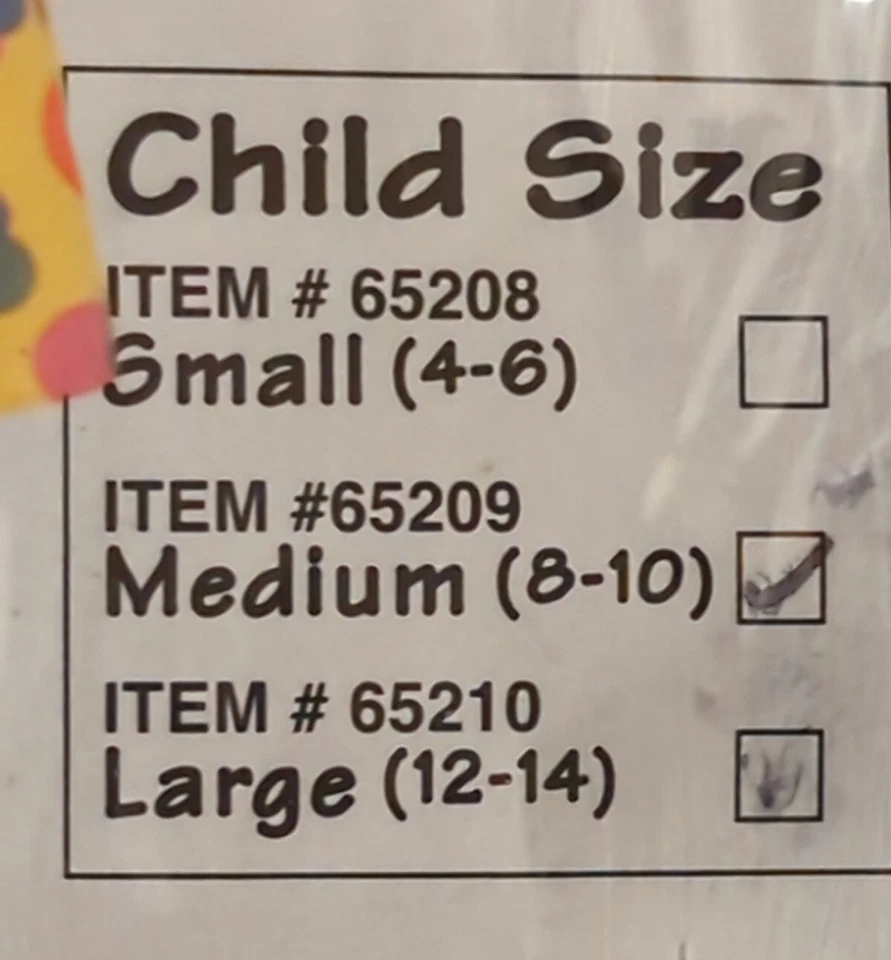 Child Size
ITEM # 65208
Small (4-6)
ITEM #65209
Medium (8-10)
ITEM # 65210
Large (12-14)